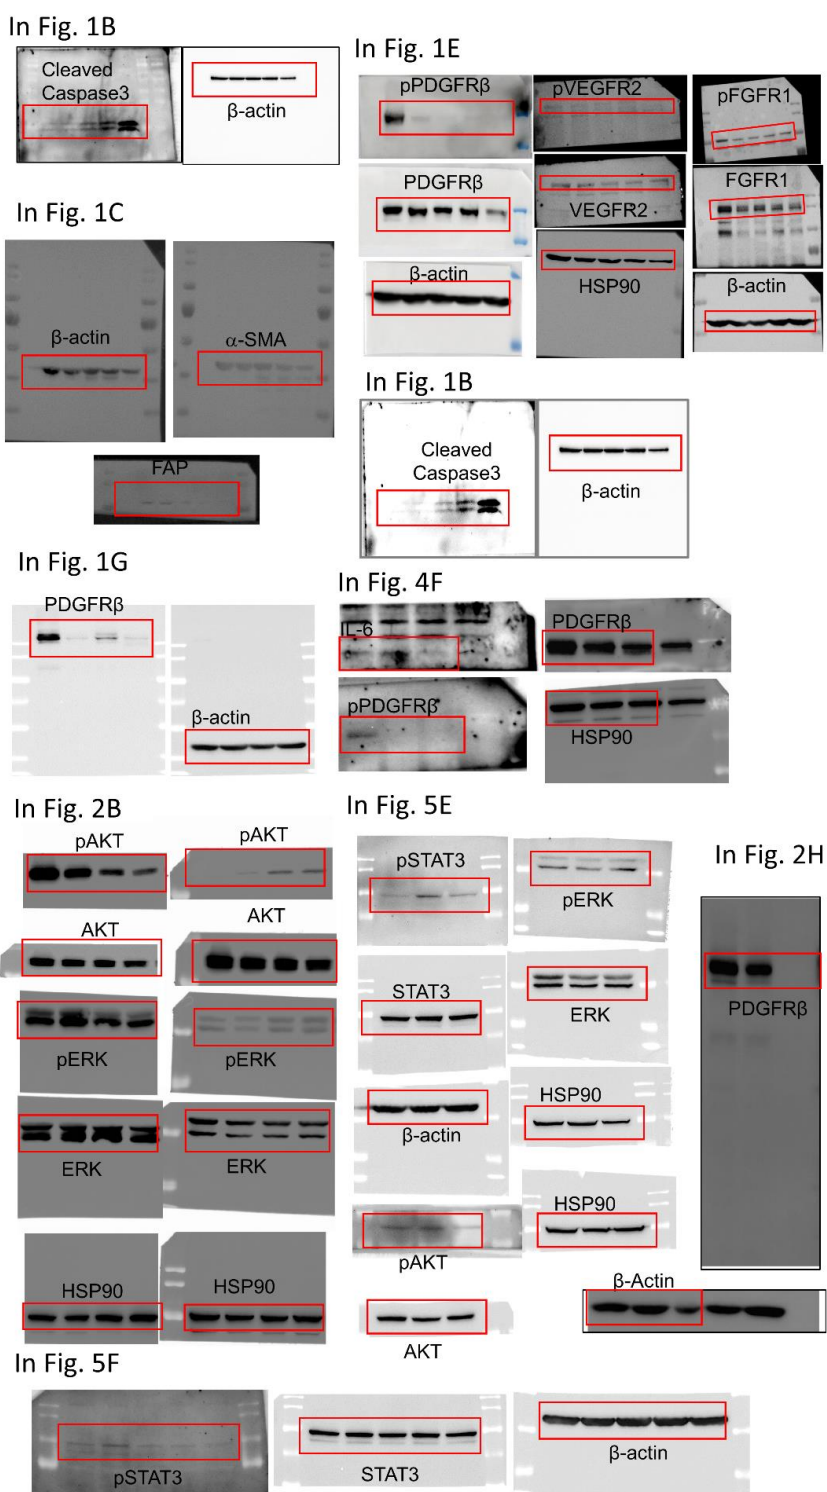 In Fig. 1B
Cleaved
Caspase3
β-actin
In Fig. 1E
pPDGFRβ
pVEGFR2
pFGFR1
PDGFRβ
VEGFR2
FGFR1
β-actin
HSP90
β-actin
In Fig. 1C
β-actin
α-SMA
FAP
In Fig. 1B
Cleaved
Caspase3
β-actin
In Fig. 1G
PDGFRβ
β-actin
In Fig. 4F
IL-6
PDGFRβ
pPDGFRβ
HSP90
In Fig. 2B
pAKT
pAKT
AKT
AKT
pERK
pERK
ERK
ERK
HSP90
HSP90
In Fig. 5E
pSTAT3
pERK
STAT3
ERK
β-actin
HSP90
pAKT
HSP90
AKT
In Fig. 2H
PDGFRβ
β-Actin
In Fig. 5F
pSTAT3
STAT3
β-actin